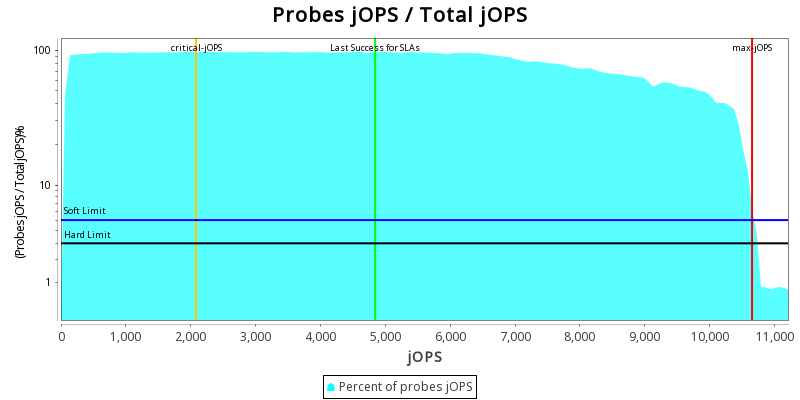 Probes jOPS / Total jOPS
(Probes jOPS / Total jOPS)%
100
10
1
critical-jOPS
Last Success for SLAs
max-jOPS
Soft Limit
Hard Limit
0 1,000 2,000 3,000 4,000 5,000 6,000 7,000 8,000 9,000 10,000 11,000
jOPS
Percent of probes jOPS